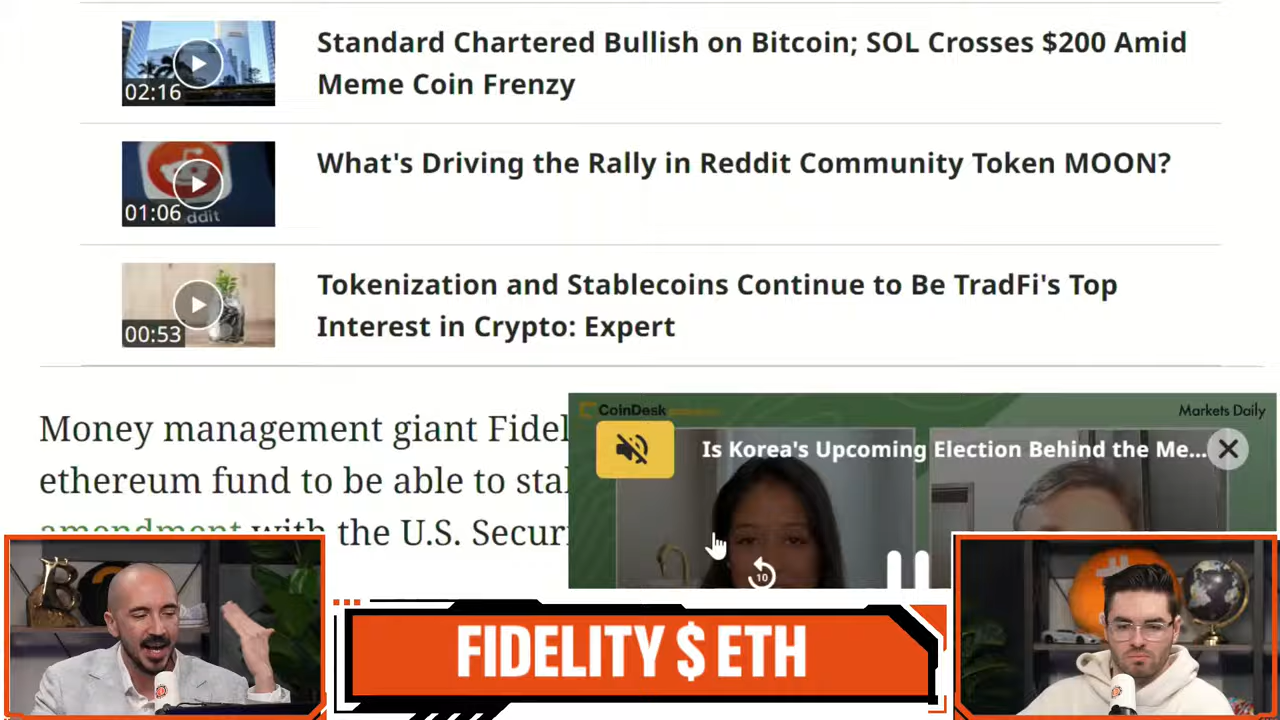 Standard Chartered Bullish on Bitcoin; SOL Crosses $200 Amid
Meme Coin Frenzy
02:16
What's Driving the Rally in Reddit Community Token MOON?
01:06
ddit
Tokenization and Stablecoins Continue to Be TradFi's Top
Interest in Crypto: Expert
00:53
Money management giant Fidel
ethereum fund to be able to sta
amendment with the U.S. Securi
CoinDesk
Markets Daily
Is Korea's Upcoming Election Behind the Me...
10
FIDELITY $ ETH